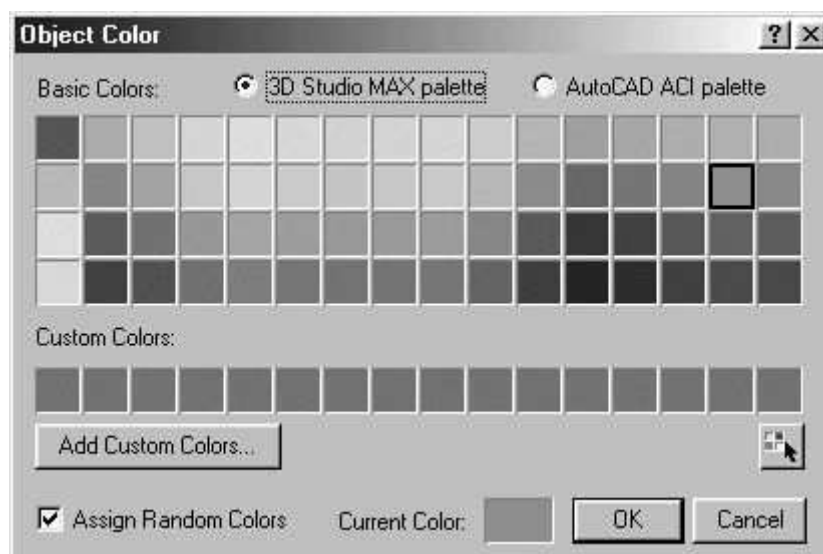 Object Color
Basic Colors: 3D Studio MAX palette AutoCAD ACI palette
Custom Colors:
Add Custom Colors...
Assign Random Colors Current Color: OK Cancel